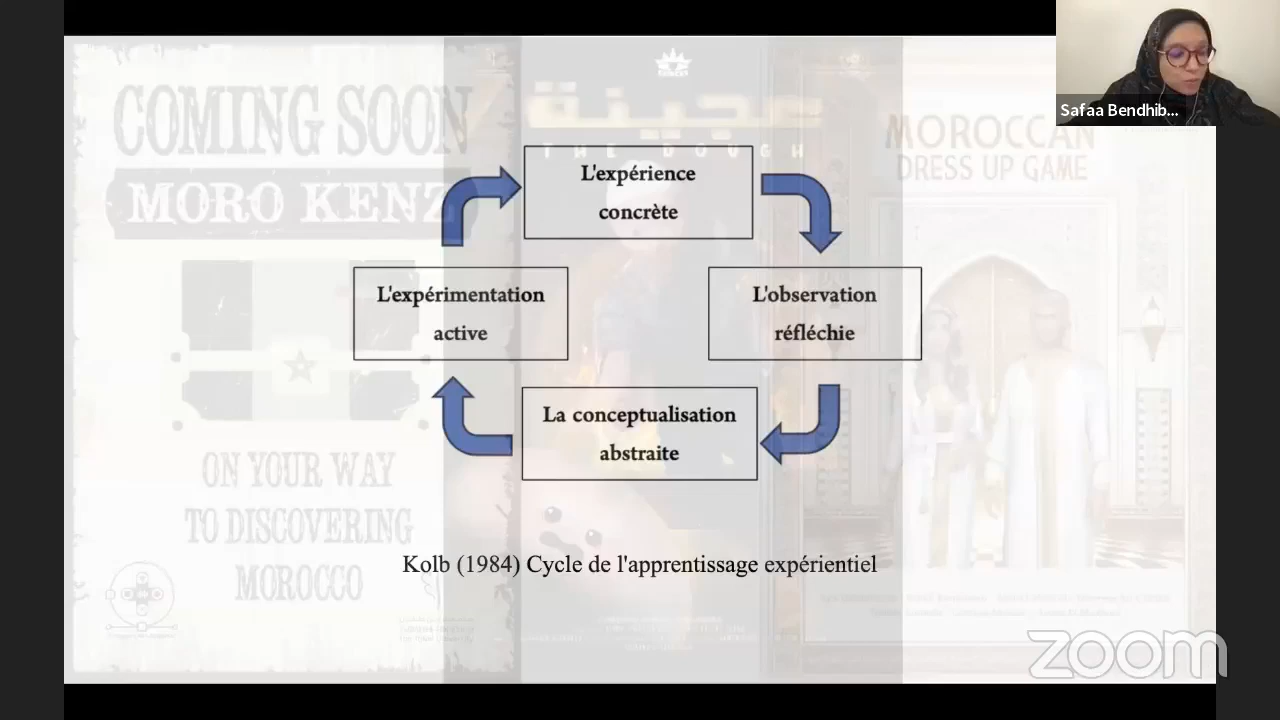 Safaa Bendhib...
COMING SOON
MORO KENZ
عجينة
THE DOUGH
MOROCCAN
DRESS UP GAME
L'expérience
concrète
L'expérimentation
active
L'observation
réfléchie
La conceptualisation
abstraite
ON YOUR WAY
TO DISCOVERING
MOROCCO
Kolb (1984) Cycle de l'apprentissage expérientiel
zoom